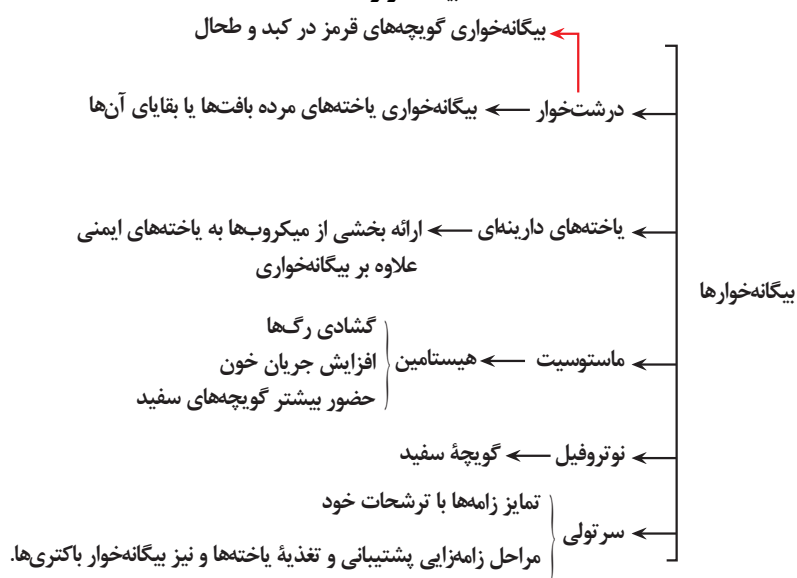 بیگانه‌خواری گویچه‌های قرمز در کبد و طحال
درشت‌خوار
بیگانه‌خواری یاخته‌های مرده بافت‌ها یا بقایای آن‌ها
یاخته‌های دارینه‌ای
ارائه بخشی از میکروب‌ها به یاخته‌های ایمنی
علاوه بر بیگانه‌خواری
بیگانه‌خوارها
گشادی رگ‌ها
ماستوسیت
هیستامین
افزایش جریان خون
حضور بیشتر گویچه‌های سفید
نوتروفیل
گویچهٔ سفید
تمایز زامه‌ها با ترشحات خود
سرتولی
مراحل زامه‌زایی پشتیبانی و تغذیهٔ یاخته‌ها و نیز بیگانه‌خوار باکتری‌ها.